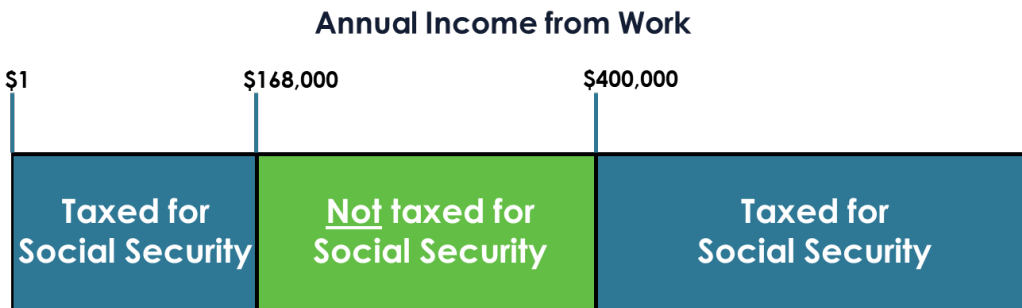 Annual Income from Work
$1
$168,000
$400,000
Taxed for
Social Security
Not taxed for
Social Security
Taxed for
Social Security